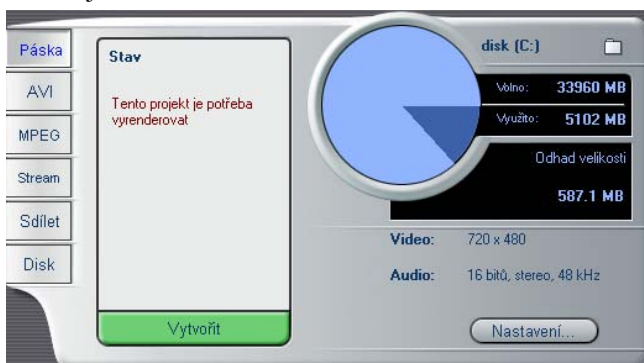 Páska
AVI
MPEG
Stream
Sdílet
Disk
Stav
Tento projekt je potřeba
vyrenderovat
Vytvořit
disk (C:)
Volno: 33960 MB
Využito: 5102 MB
Odhad velikosti
587.1 MB
Video: 720 x 480
Audio: 16 bitů, stereo, 48 kHz
Nastavení...